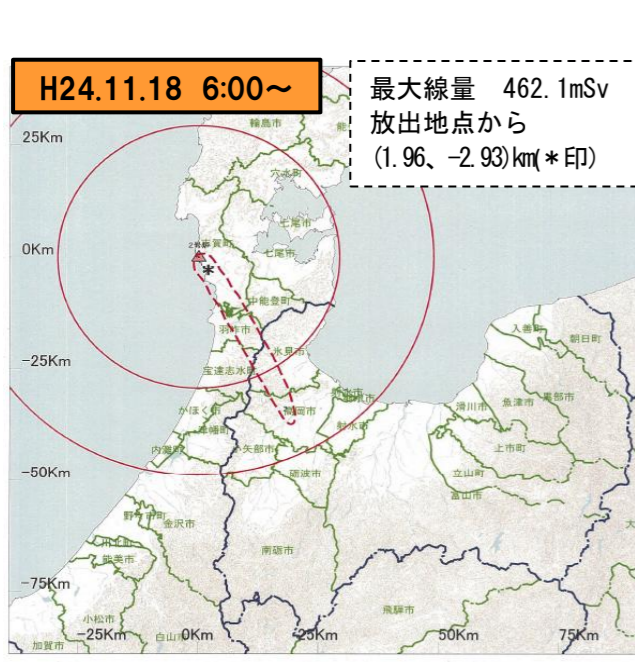 H24.11.18 6:00～
最大線量 462.1mSv
放出地点から
(1.96、-2.93)km(＊印)
25Km
輪島市
穴水町
七尾市
0Km
志賀町
七尾市
＊
中能登町
羽咋市
氷見市
入善町
朝日町
-25Km
宝達志水町
かほく市
高岡市
射水市
滑川市
魚津市
黒部市
津幡町
内灘町
小矢部市
上市町
-50Km
砺波市
立山町
富山市
野々市町
金沢市
川北町
能美市
南砺市
-75Km
飛騨市
小松市
加賀市
白山市
-25Km
0Km
25Km
50Km
75Km